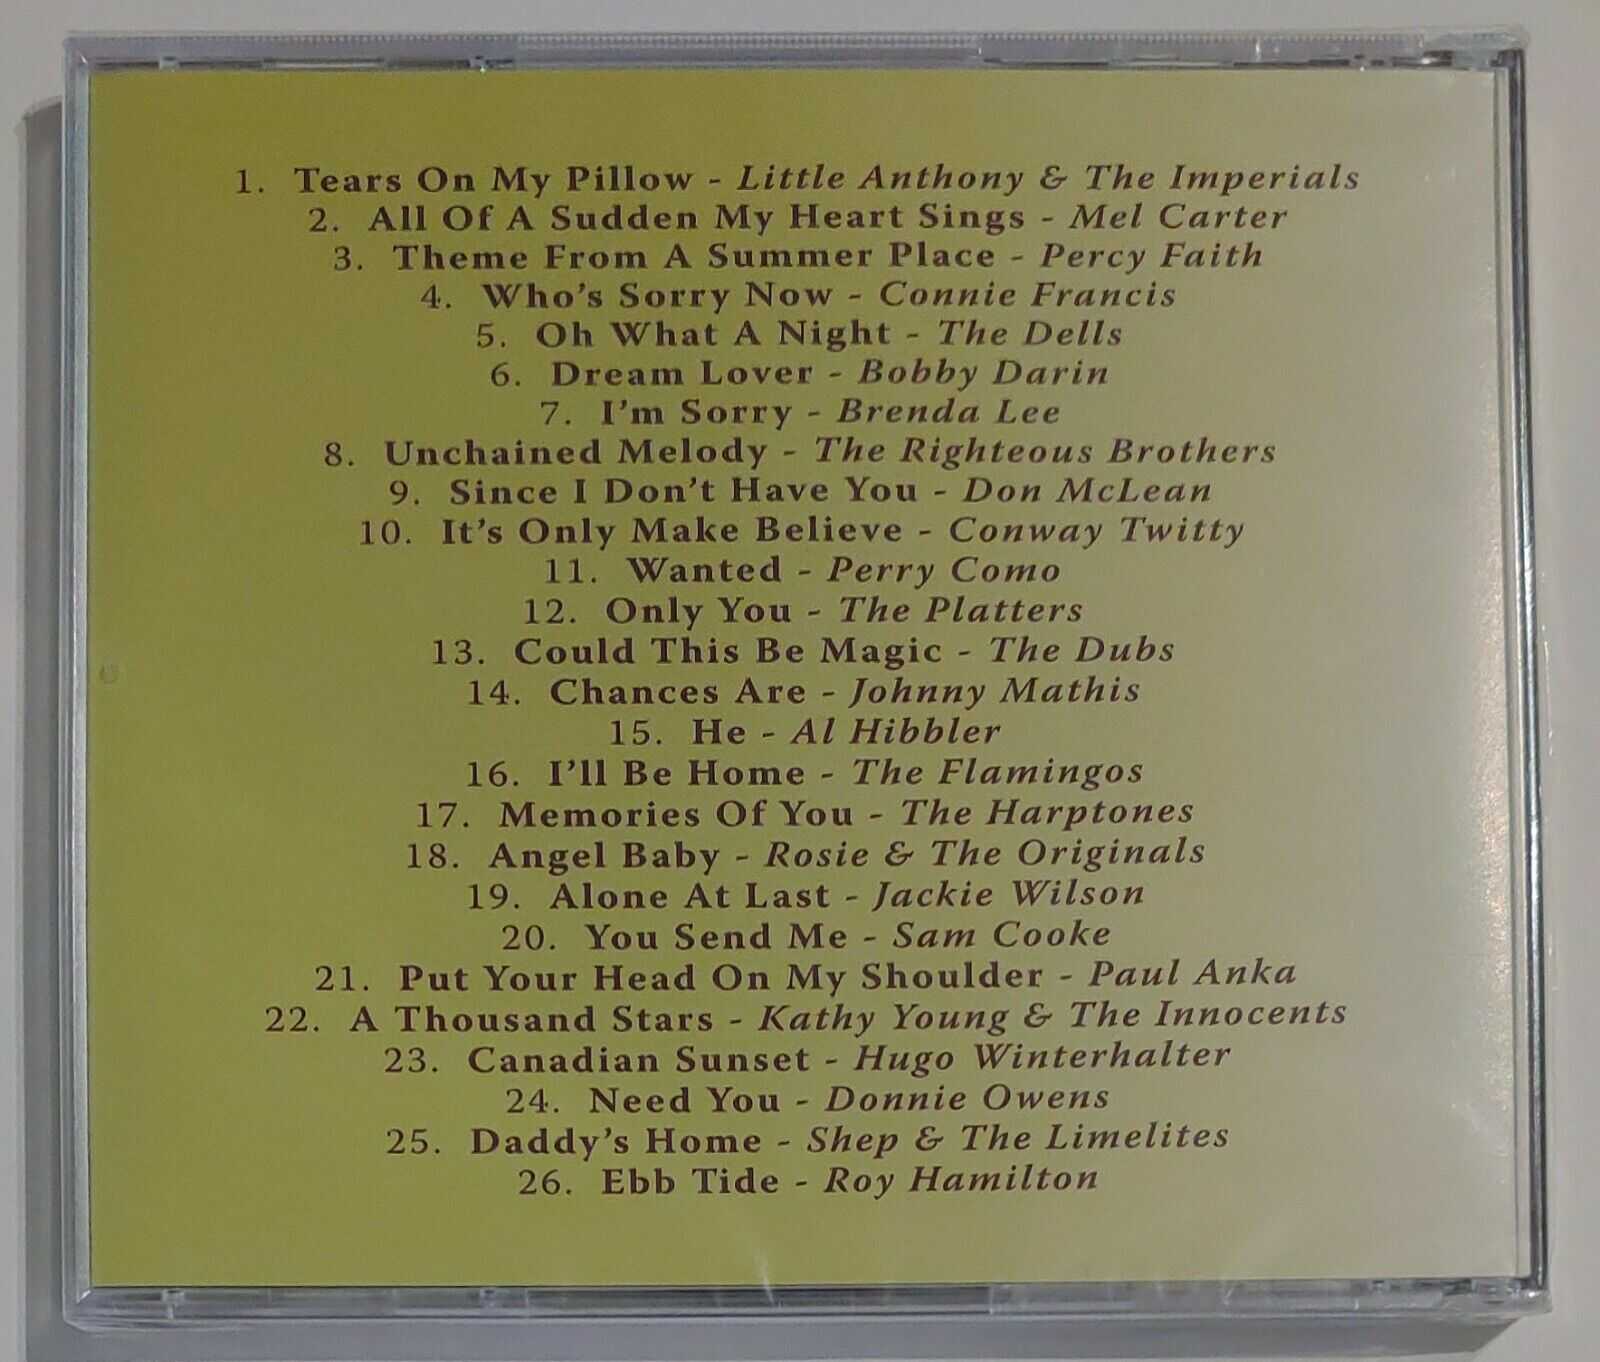 1. Tears On My Pillow - Little Anthony & The Imperials
2. All Of A Sudden My Heart Sings - Mel Carter
3. Theme From A Summer Place - Percy Faith
4. Who's Sorry Now - Connie Francis
5. Oh What A Night - The Dells
6. Dream Lover - Bobby Darin
7. I'm Sorry - Brenda Lee
8. Unchained Melody - The Righteous Brothers
9. Since I Don't Have You - Don McLean
10. It's Only Make Believe - Conway Twitty
11. Wanted - Perry Como
12. Only You - The Platters
13. Could This Be Magic - The Dubs
14. Chances Are - Johnny Mathis
15. He - Al Hibbler
16. I'll Be Home - The Flamingos
17. Memories Of You - The Harptones
18. Angel Baby - Rosie & The Originals
19. Alone At Last - Jackie Wilson
20. You Send Me - Sam Cooke
21. Put Your Head On My Shoulder - Paul Anka
22. A Thousand Stars - Kathy Young & The Innocents
23. Canadian Sunset - Hugo Winterhalter
24. Need You - Donnie Owens
25. Daddy's Home - Shep & The Limelites
26. Ebb Tide - Roy Hamilton